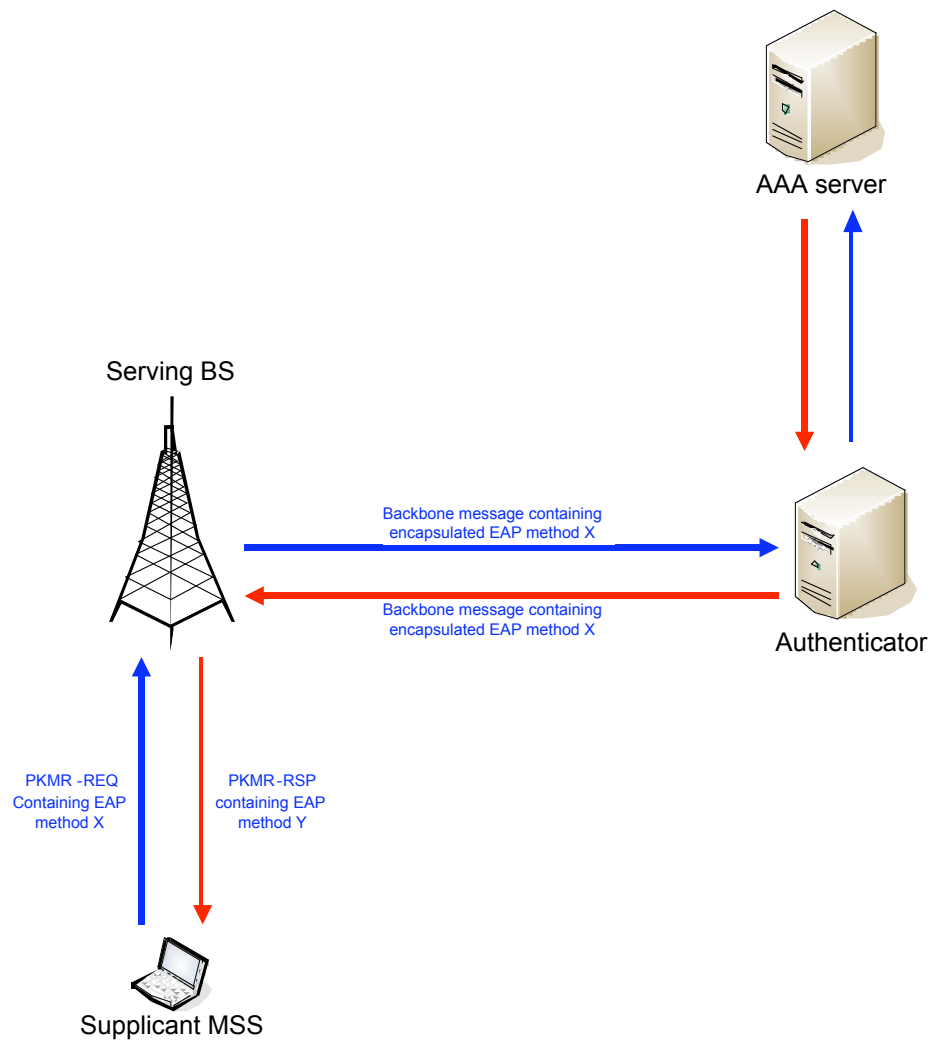 AAA server
Serving BS
Backbone message containing
encapsulated EAP method X
Backbone message containing
encapsulated EAP method X
Authenticator
PKMR -REQ
Containing EAP
method X
PKMR-RSP
containing EAP
method Y
Supplicant MSS